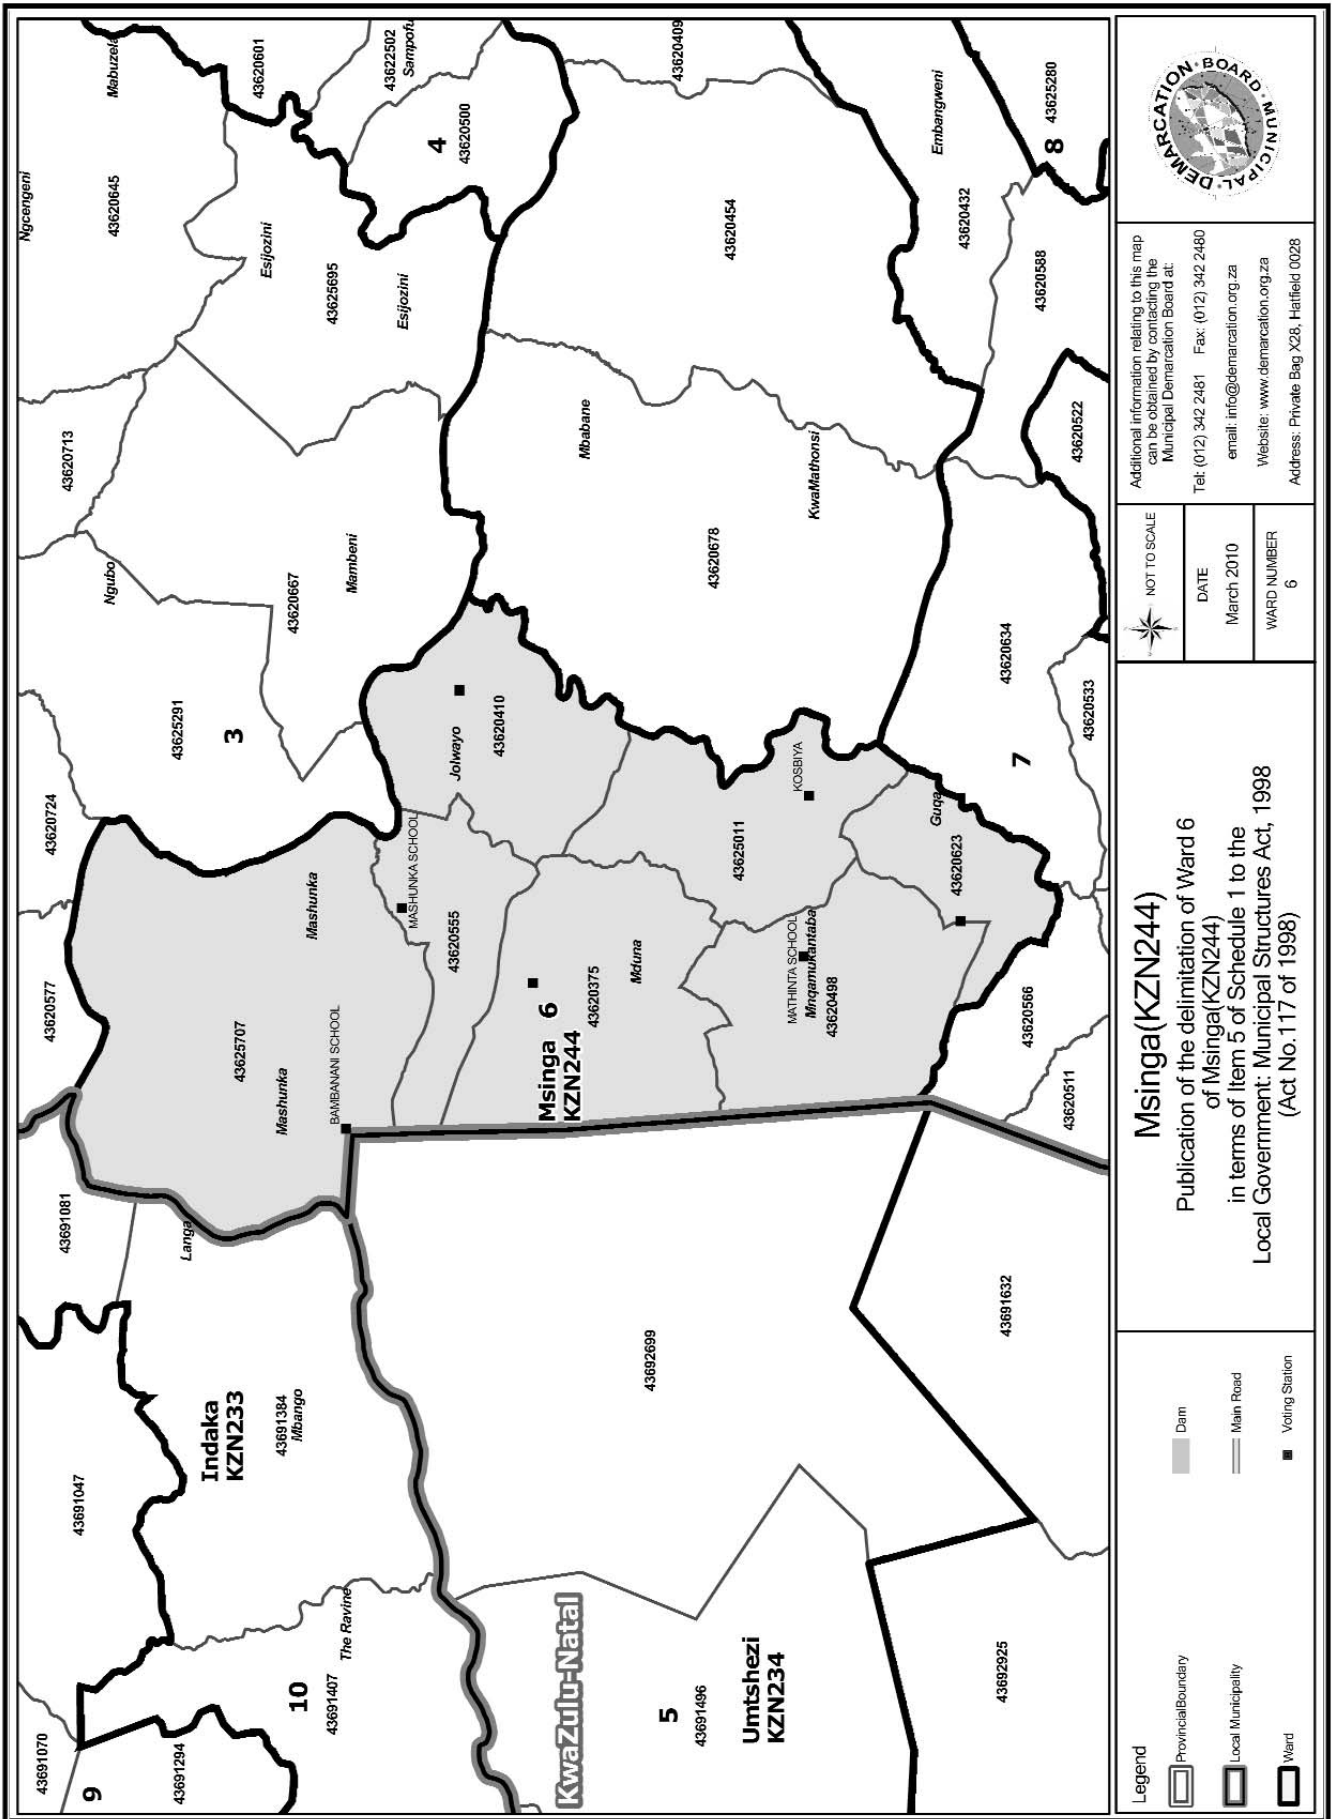 43691070
9
43691294
43691047
43691081
Langa
Indaka
KZN233
43691384
Mbango
10
43691407
The Ravine
KwaZulu-Natal
5
43691496
Umtshezi
KZN234
43692699
43691632
43692925
43620577
43620724
43620713
Ngcengeni
Mabuzela
43620645
43620601
43622502
Sampofu
43620409
4
43620500
Esijozini
43625695
Esijozini
Ngubo
43625291
3
43620667
Mambeni
43625707
Mashunka
Mashunka
BAMBANANI SCHOOL
MASHUNKA SCHOOL
43620555
Jolwayo
43620410
Msinga 6
KZN244
43620375
Mduna
43625011
KOSBIYA
MATHINTA SCHOOL
Mnqamukantaba
43620498
Guqa
43620623
Mbabane
43620678
KwaMathonsi
43620454
Embangweni
43620432
43620588
43625280
8
43620522
43620634
7
43620533
43620566
43620511
Legend
ProvincialBoundary
Local Municipality
Ward
Dam
Main Road
Voting Station
Msinga(KZN244)
Publication of the delimitation of Ward 6
of Msinga(KZN244)
in terms of Item 5 of Schedule 1 to the
Local Government: Municipal Structures Act, 1998
(Act No.117 of 1998)
NOT TO SCALE
DATE
March 2010
WARD NUMBER
6
Additional information relating to this map
can be obtained by contacting the
Municipal Demarcation Board at:
Tel: (012) 342 2481 Fax: (012) 342 2480
email: info@demarcation.org.za
Website: www.demarcation.org.za
Address: Private Bag X28, Hatfield 0028
MUNICIPAL DEMARCATION BOARD